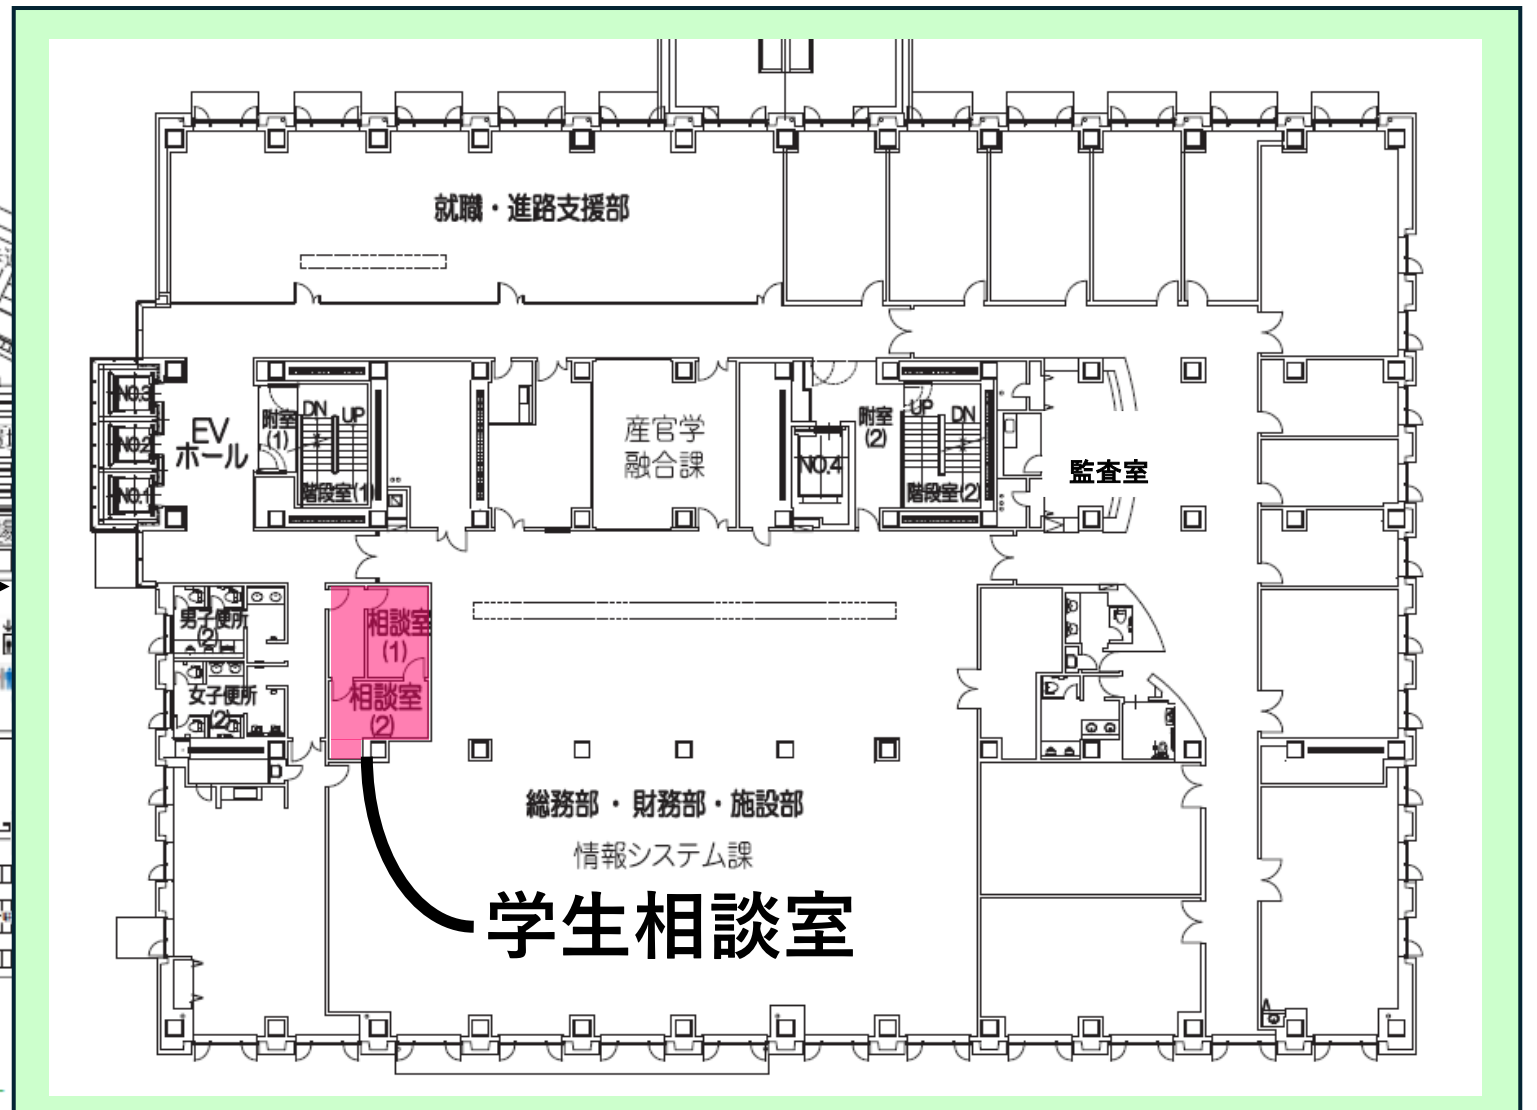 就職・進路支援部
NO.3
NO.2
NO.1
EV
ホール
附室
(1)
DN
UP
階段室(1)
産官学
融合課
NO.4
附室
(2)
UP
DN
階段室(2)
監査室
男子便所
(2)
女子便所
(2)
相談室
(1)
相談室
(2)
総務部・財務部・施設部
情報システム課
学生相談室